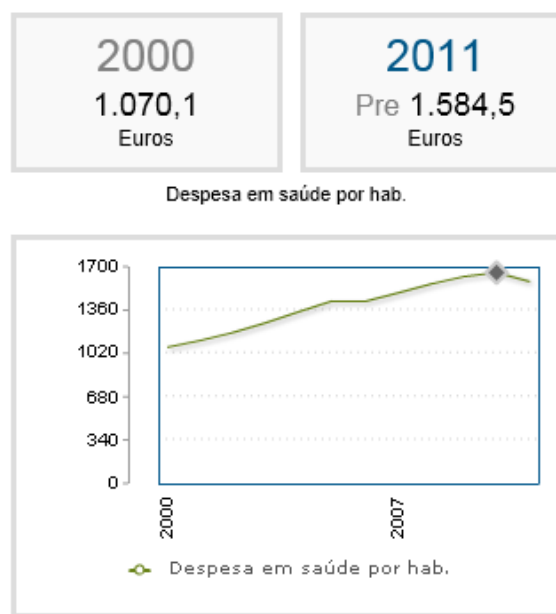 2000
1.070,1
Euros
2011
Pre 1.584,5
Euros
Despesa em saúde por hab.
1700
1360
1020
680
340
0
2000
2007
Despesa em saúde por hab.